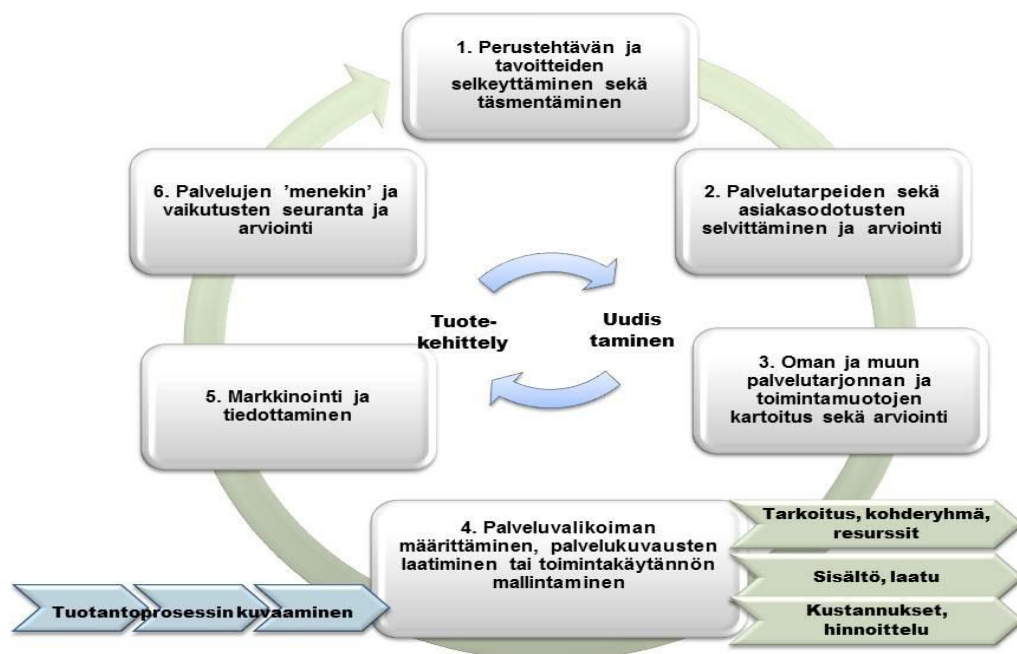 1. Perustehtävän ja
tavoitteiden
selkeyttäminen sekä
täsmentäminen
2. Palvelutarpeiden sekä
asiakasodotusten
selvittäminen ja arviointi
3. Oman ja muun
palvelutarjonnan ja
toimintamuotojen
kartoitus sekä arviointi
4. Palveluvalikoiman
määrittäminen, palvelukuvausten
laatiminen tai toimintakäytännön
mallintaminen
Tarkoitus, kohderyhmä,
resurssit
Sisältö, laatu
Kustannukset,
hinnoittelu
Tuotantoprosessin kuvaaminen
5. Markkinointi ja
tiedottaminen
6. Palvelujen ’menekin’ ja
vaikutusten seuranta ja
arviointi
Tuote-
kehittely
Uudis
taminen